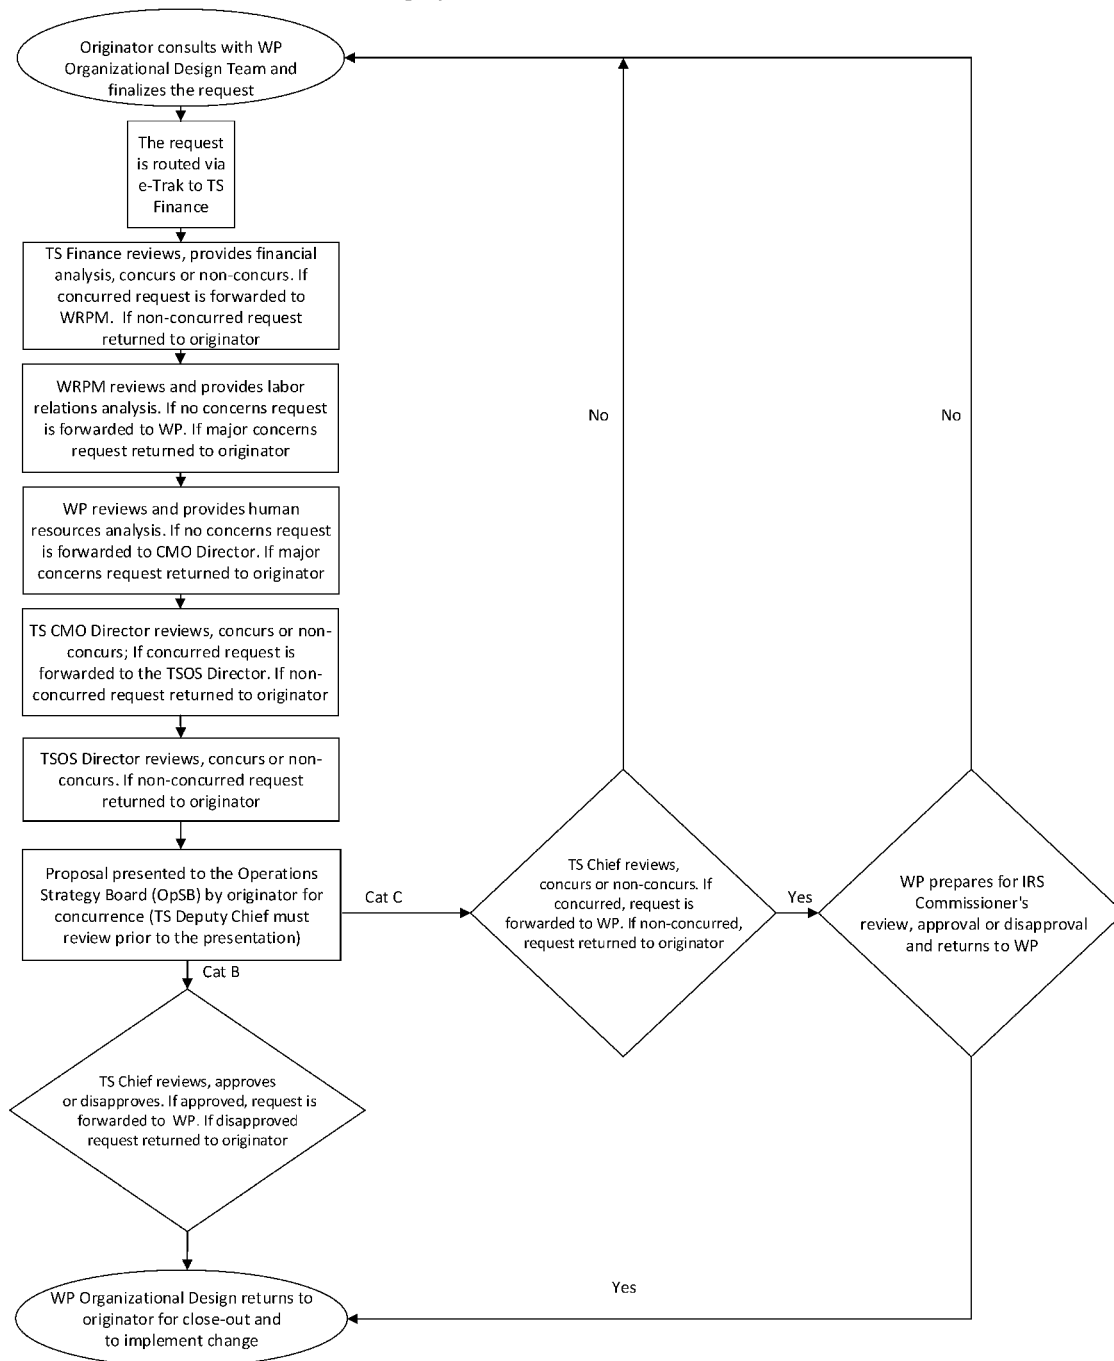 Originator consults with WP
Organizational Design Team and
finalizes the request
The request
is routed via
e-Trak to TS
Finance
TS Finance reviews, provides financial
analysis, concurs or non-concurs. If
concurred request is forwarded to
WRPM. If non-concurred request
returned to originator
WRPM reviews and provides labor
relations analysis. If no concerns request
is forwarded to WP. If major concerns
request returned to originator
No
No
WP reviews and provides human
resources analysis. If no concerns request
is forwarded to CMO Director. If major
concerns request returned to originator
TS CMO Director reviews, concurs or non-
concurs; If concurred request is
forwarded to the TSOS Director. If non-
concurred request returned to originator
TSOS Director reviews, concurs or non-
concurs. If non-concurred request
returned to originator
Proposal presented to the Operations
Strategy Board (OpSB) by originator for
concurrence (TS Deputy Chief must
review prior to the presentation)
Cat C
TS Chief reviews,
concurs or non-concurs. If
concurred, request is
forwarded to WP. If non-concurred,
request returned to originator
Yes
WP prepares for IRS
Commissioner's
review, approval or disapproval
and returns to WP
Cat B
TS Chief reviews, approves
or disapproves. If approved, request is
forwarded to WP. If disapproved
request returned to originator
Yes
WP Organizational Design returns to
originator for close-out and
to implement change